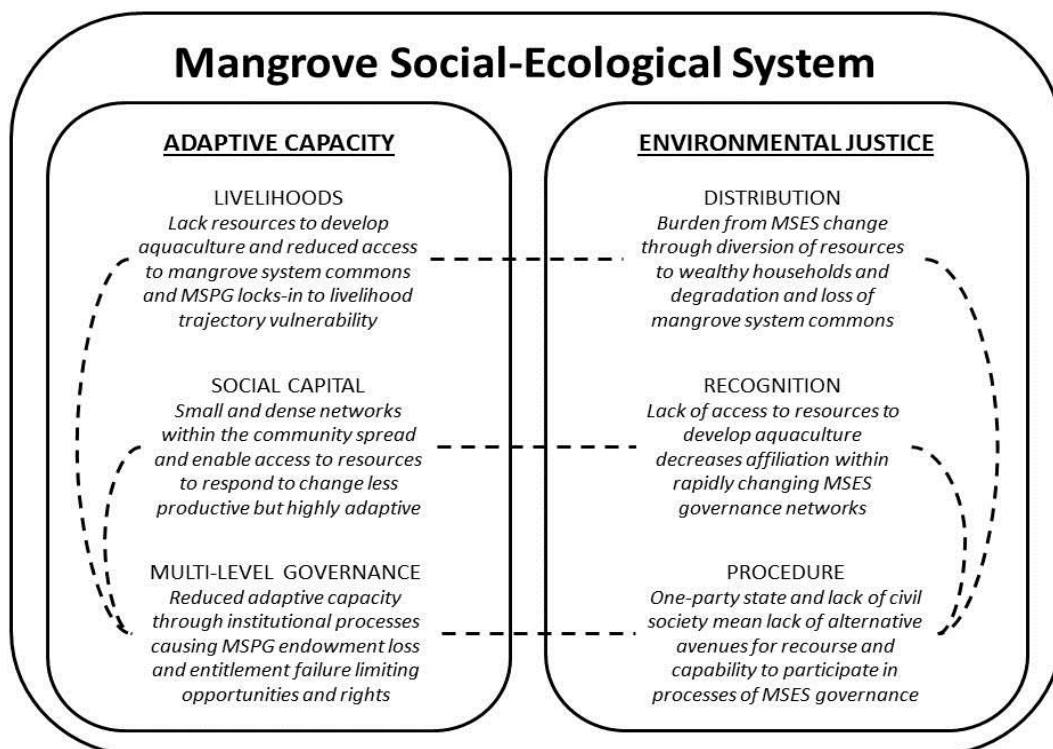 Mangrove Social-Ecological System
ADAPTIVE CAPACITY
LIVELIHOODS
Lack resources to develop
aquaculture and reduced access
to mangrove system commons
and MSPG locks-in to livelihood
trajectory vulnerability
SOCIAL CAPITAL
Small and dense networks
within the community spread
and enable access to resources
to respond to change less
productive but highly adaptive
MULTI-LEVEL GOVERNANCE
Reduced adaptive capacity
through institutional processes
causing MSPG endowment loss
and entitlement failure limiting
opportunities and rights
ENVIRONMENTAL JUSTICE
DISTRIBUTION
Burden from MSES change
through diversion of resources
to wealthy households and
degradation and loss of
mangrove system commons
RECOGNITION
Lack of access to resources to
develop aquaculture
decreases affiliation within
rapidly changing MSES
governance networks
PROCEDURE
One-party state and lack of civil
society mean lack of alternative
avenues for recourse and
capability to participate in
processes of MSES governance